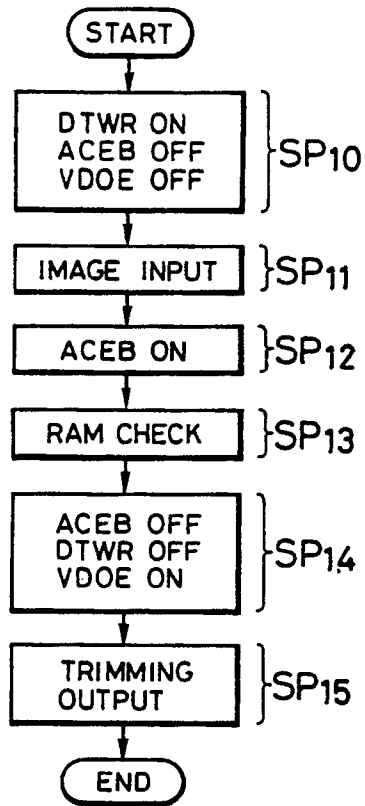 START
DTWR ON
ACEB OFF
VDOE OFF
SP10
IMAGE INPUT
SP11
ACEB ON
SP12
RAM CHECK
SP13
ACEB OFF
DTWR OFF
VDOE ON
SP14
TRIMMING
OUTPUT
SP15
END